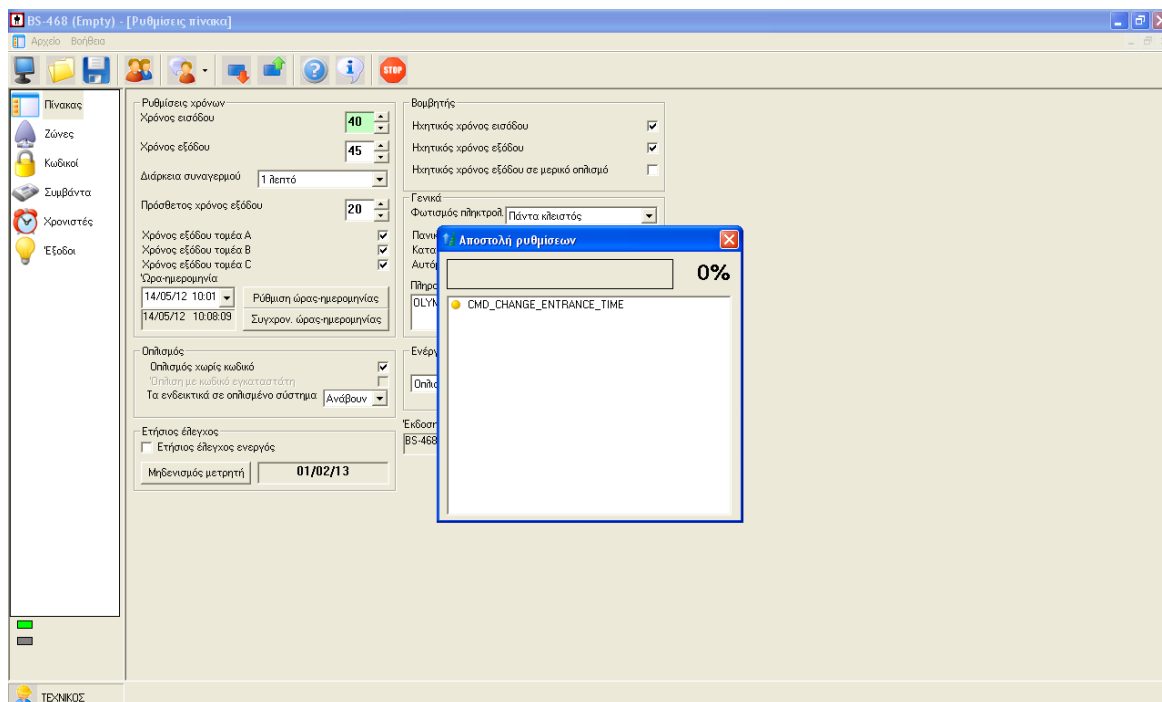 BS-468 (Empty) - [Ρυθμίσεις πίνακα]
Αρχείο Βοήθεια
STOP
Πίνακας
Ζώνες
Κωδικοί
Συμβάντα
Χρονιστές
Έξοδοι
Ρυθμίσεις χρόνων
Χρόνος εισόδου 40
Χρόνος εξόδου 45
Διάρκεια συναγερμού 1 λεπτό
Πρόσθετος χρόνος εξόδου 20
Χρόνος εξόδου τομέα A
Χρόνος εξόδου τομέα B
Χρόνος εξόδου τομέα C
Ώρα-ημερομηνία
14/05/12 10:01 Ρύθμιση ώρας-ημερομηνίας
14/05/12 10:08:09 Συγχρον. ώρας-ημερομηνίας
Οπλισμός
Οπλισμός χωρίς κωδικό
Όπλιση με κωδικό εγκαταστάτη
Τα ενδεικτικά σε οπλισμένο σύστημα Ανάβουν
Ετήσιος έλεγχος
Ετήσιος έλεγχος ενεργός
Μηδενισμός μετρητή 01/02/13
Βομβητής
Ηχητικός χρόνος εισόδου
Ηχητικός χρόνος εξόδου
Ηχητικός χρόνος εξόδου σε μερικό οπλισμό
Γενικά
Φωτισμός πληκτρολ. Πάντα κλειστός
BS-468
Αποστολή ρυθμίσεων
0%
CMD_CHANGE_ENTRANCE_TIME
ΤΕΧΝΙΚΟΣ